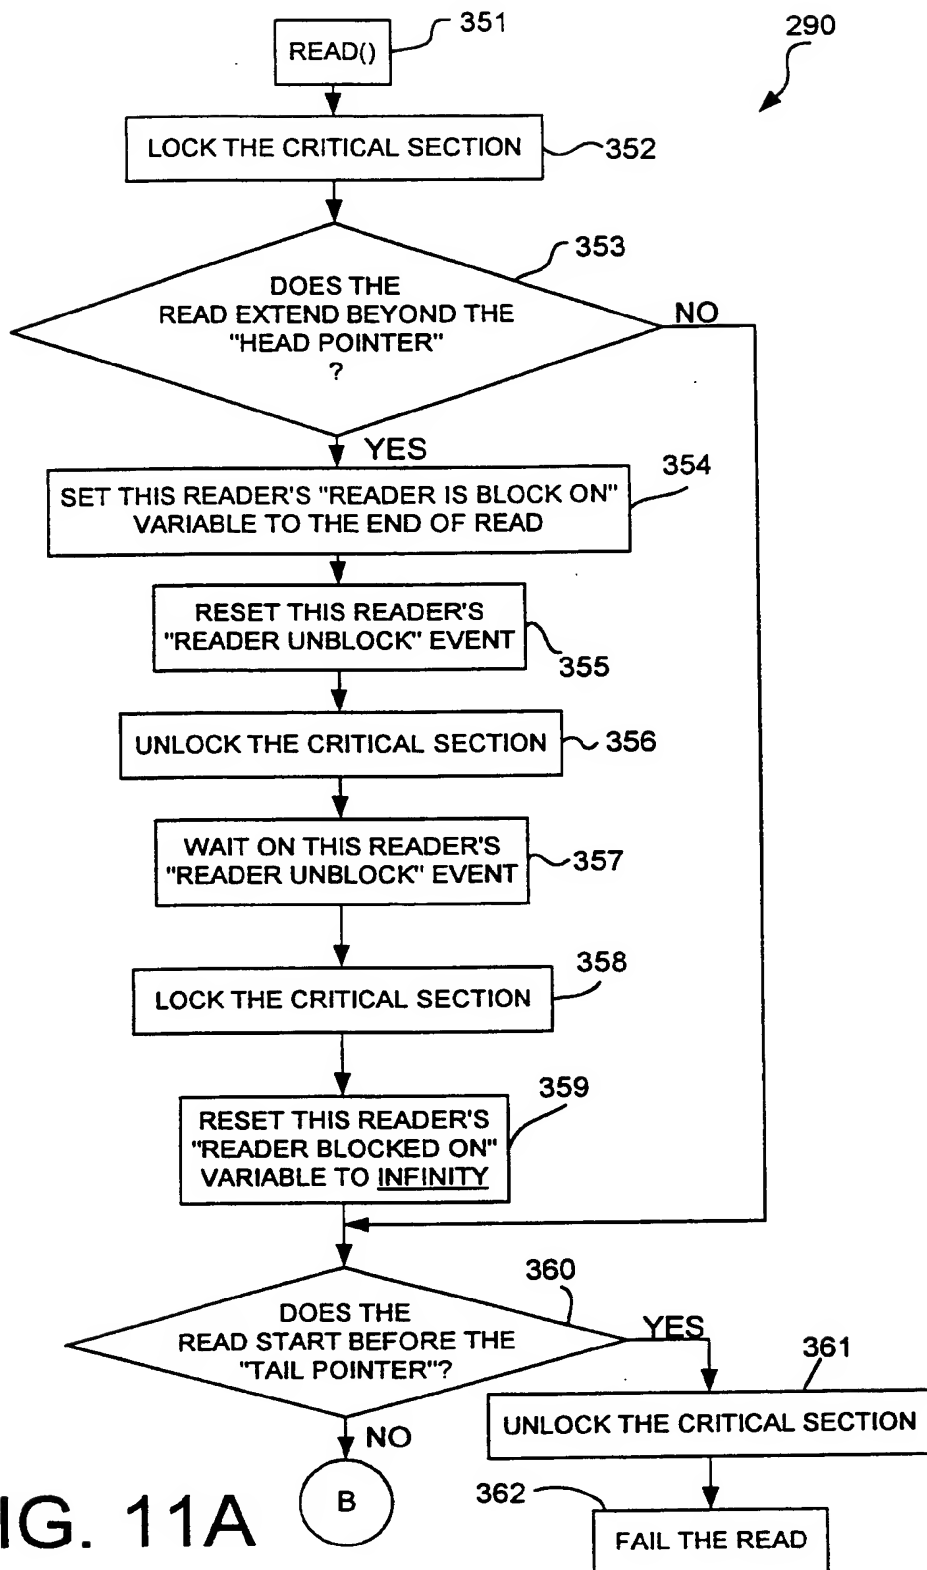 351
290
READ()
LOCK THE CRITICAL SECTION
352
353
DOES THE
READ EXTEND BEYOND THE
"HEAD POINTER"
?
NO
YES
354
SET THIS READER'S "READER IS BLOCK ON"
VARIABLE TO THE END OF READ
RESET THIS READER'S
"READER UNBLOCK" EVENT
355
UNLOCK THE CRITICAL SECTION
356
WAIT ON THIS READER'S
"READER UNBLOCK" EVENT
357
358
LOCK THE CRITICAL SECTION
359
RESET THIS READER'S
"READER BLOCKED ON"
VARIABLE TO INFINITY
360
DOES THE
READ START BEFORE THE
"TAIL POINTER"?
YES
361
UNLOCK THE CRITICAL SECTION
NO
B
362
FAIL THE READ
IG. 11A